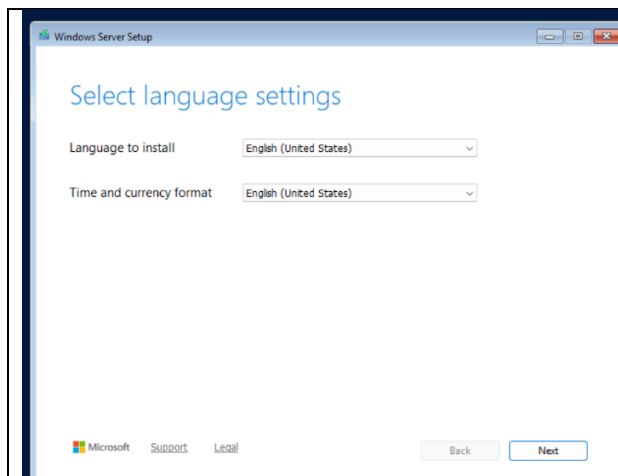 Windows Server Setup
Select language settings
Language to install English (United States)
Time and currency format English (United States)
Microsoft Support Legal Back Next